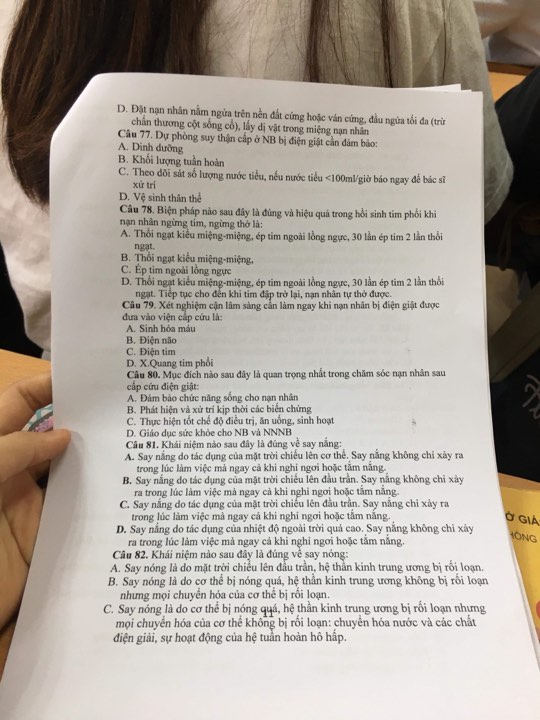 D. Đặt nạn nhân nằm ngửa trên nền đất cứng hoặc ván cứng, đầu ngửa tối đa (trừ
chấn thương cột sống cổ), lấy dị vật trong miệng nạn nhân
Câu 77. Dự phòng suy thận cấp ở NB bị điện giật cần đảm bảo:
A. Dinh dưỡng
B. Khối lượng tuần hoàn
C. Theo dõi sát số lượng nước tiểu, nếu nước tiểu <100ml/giờ báo ngay để bác sĩ
xử trí
D. Vệ sinh thân thể
Câu 78. Biện pháp nào sau đây là đúng và hiệu quả trong hồi sinh tim phổi khi
nạn nhân ngừng tim, ngừng thở là:
A. Thổi ngạt kiểu miệng-miệng, ép tim ngoài lồng ngực, 30 lần ép tim 2 lần thổi
ngạt.
B. Thổi ngạt kiểu miệng-miệng,
C. Ép tim ngoài lồng ngực
D. Thổi ngạt kiểu miệng-miệng, ép tim ngoài lồng ngực, 30 lần ép tim 2 lần thổi
ngạt. Tiếp tục cho đến khi tim đập trở lại, nạn nhân tự thở được.
Câu 79. Xét nghiệm cận lâm sàng cần làm ngay khi nạn nhân bị điện giật được
đưa vào viện cấp cứu là:
A. Sinh hóa máu
B. Điện não
C. Điện tim
D. X.Quang tim phổi
Câu 80. Mục đích nào sau đây là quan trọng nhất trong chăm sóc nạn nhân sau
cấp cứu điện giật:
A. Đảm bảo chức năng sống cho nạn nhân
B. Phát hiện và xử trí kịp thời các biến chứng
C. Thực hiện tốt chế độ điều trị, ăn uống, sinh hoạt
D. Giáo dục sức khỏe cho NB và NNNB
Câu 81. Khái niệm nào sau đây là đúng về say nắng:
A. Say nắng do tác dụng của mặt trời chiếu lên cơ thể. Say nắng không chỉ xảy ra
trong lúc làm việc mà ngay cả khi nghỉ ngơi hoặc tắm nắng.
B. Say nắng do tác dụng của mặt trời chiếu lên đầu trần. Say nắng không chỉ xảy
ra trong lúc làm việc mà ngay cả khi nghỉ ngơi hoặc tắm nắng.
C. Say nắng do tác dụng của mặt trời chiếu lên đầu trần. Say nắng chỉ xảy ra
trong lúc làm việc mà ngay cả khi nghỉ ngơi hoặc tắm nắng.
D. Say nắng do tác dụng của nhiệt độ ngoài trời quá cao. Say nắng không chỉ xảy
ra trong lúc làm việc mà ngay cả khi nghỉ ngơi hoặc tắm nắng.
Câu 82. Khái niệm nào sau đây là đúng về say nóng:
A. Say nóng là do mặt trời chiếu lên đầu trần, hệ thần kinh trung ương bị rối loạn.
B. Say nóng là do cơ thể bị nóng quá, hệ thần kinh trung ương không bị rối loạn
nhưng mọi chuyển hóa của cơ thể bị rối loạn.
C. Say nóng là do cơ thể bị nóng quá, hệ thần kinh trung ương bị rối loạn nhưng
mọi chuyển hóa của cơ thể không bị rối loạn: chuyển hóa nước và các chất
điện giải, sự hoạt động của hệ tuần hoàn hô hấp.
11
Ờ GIẢ